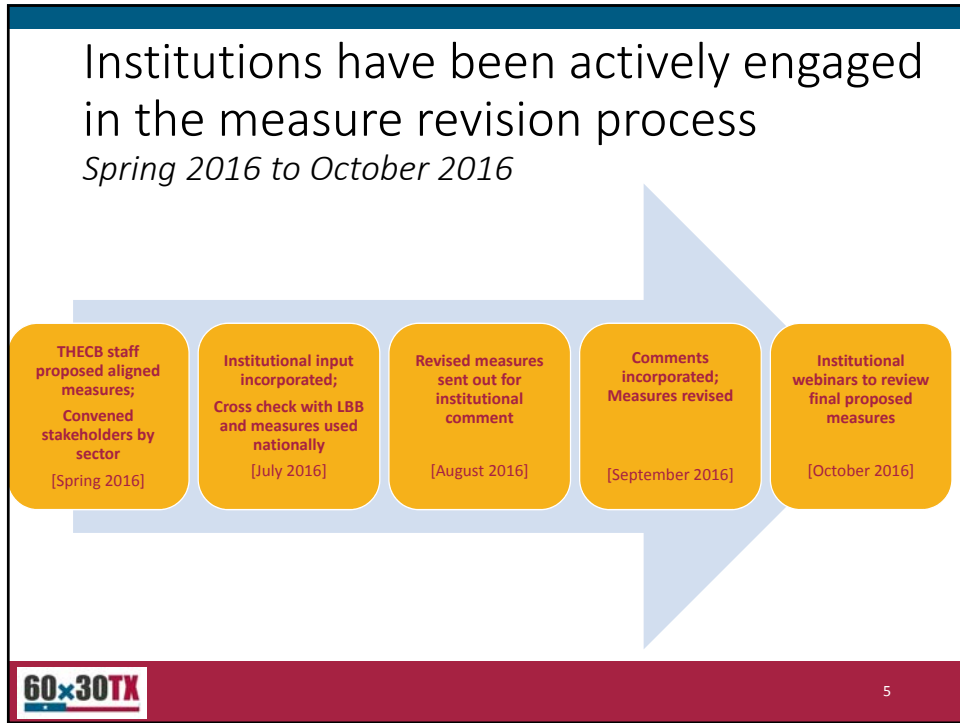 Institutions have been actively engaged
in the measure revision process
Spring 2016 to October 2016
THECB staff
proposed aligned
measures;
Convened
stakeholders by
sector
[Spring 2016]
Institutional input
incorporated;
Cross check with LBB
and measures used
nationally
[July 2016]
Revised measures
sent out for
institutional
comment
[August 2016]
Comments
incorporated;
Measures revised
[September 2016]
Institutional
webinars to review
final proposed
measures
[October 2016]
60x30TX
5